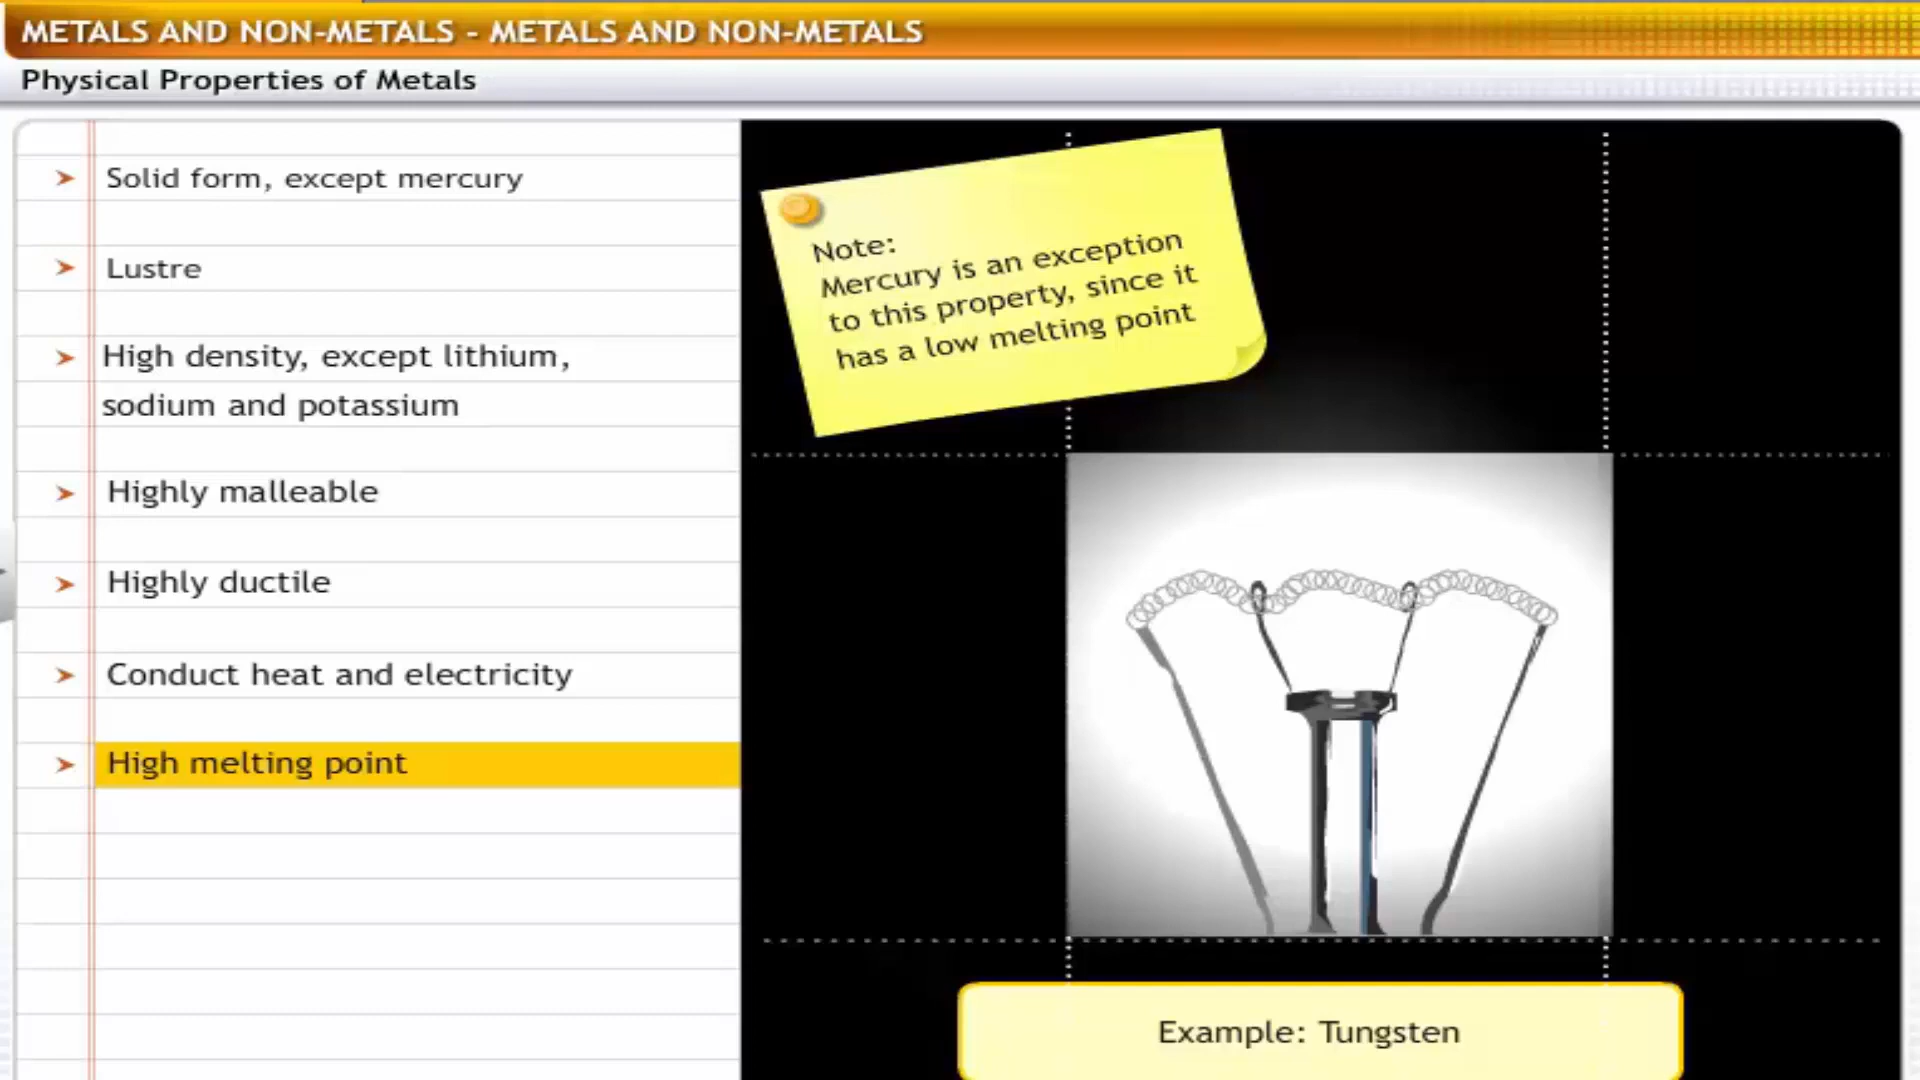 METALS AND NON-METALS - METALS AND NON-METALS
Physical Properties of Metals
Solid form, except mercury
Lustre
High density, except lithium,
sodium and potassium
Highly malleable
Highly ductile
Conduct heat and electricity
High melting point
Note:
Mercury is an exception
to this property, since it
has a low melting point
Example: Tungsten